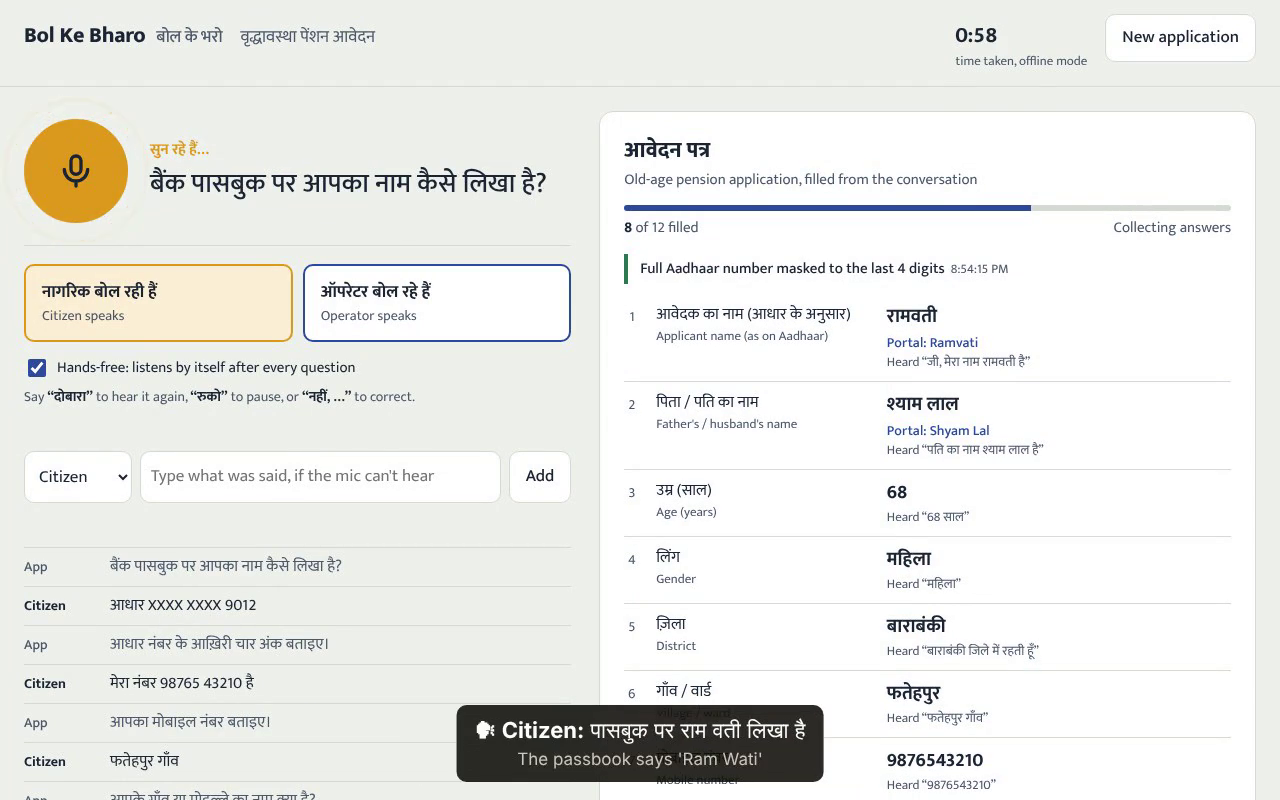 Bol Ke Bharo बोल के भरो वृद्धावस्था पेंशन आवेदन
0:58
time taken, offline mode
New application
सुन रहे हैं...
बैंक पासबुक पर आपका नाम कैसे लिखा है?
नागरिक बोल रही हैं
Citizen speaks
ऑपरेटर बोल रहे हैं
Operator speaks
Hands-free: listens by itself after every question
Say “दोबारा” to hear it again, “रुको” to pause, or “नहीं, ...” to correct.
Citizen
Type what was said, if the mic can't hear
Add
App बैंक पासबुक पर आपका नाम कैसे लिखा है?
Citizen आधार XXXX XXXX 9012
App आधार नंबर के आख़िरी चार अंक बताइए।
Citizen मेरा नंबर 98765 43210 है
App आपका मोबाइल नंबर बताइए।
Citizen फतेहपुर गाँव
App आपके गाँव या मोहल्ले का नाम क्या है?
आवेदन पत्र
Old-age pension application, filled from the conversation
8 of 12 filled
Collecting answers
Full Aadhaar number masked to the last 4 digits 8:54:15 PM
1 आवेदक का नाम (आधार के अनुसार)
Applicant name (as on Aadhaar)
रामवती
Portal: Ramvati
Heard “जी, मेरा नाम रामवती है”
2 पिता / पति का नाम
Father's / husband's name
श्याम लाल
Portal: Shyam Lal
Heard “पति का नाम श्याम लाल है”
3 उम्र (साल)
Age (years)
68
Heard “68 साल”
4 लिंग
Gender
महिला
Heard “महिला”
5 ज़िला
District
बाराबंकी
Heard “बाराबंकी जिले में रहती हूँ”
6 गाँव / वार्ड
Village / ward
फतेहपुर
Heard “फतेहपुर गाँव”
Mobile number
9876543210
Heard “9876543210”
🗣 Citizen: पासबुक पर राम वती लिखा है
The passbook says 'Ram Wati'